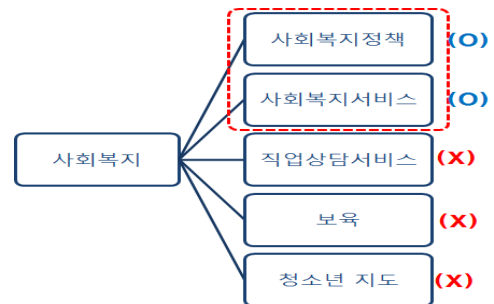 사회복지정책 (O)
사회복지서비스 (O)
사회복지
직업상담서비스 (X)
보육 (X)
청소년 지도 (X)